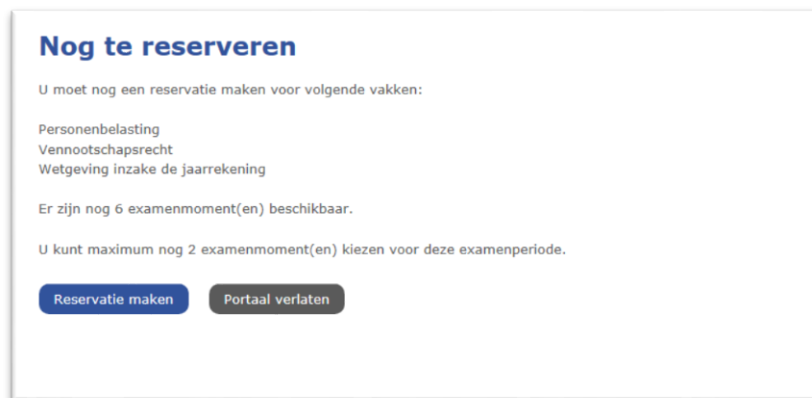 Nog te reserveren
U moet nog een reservatie maken voor volgende vakken:
Personenbelasting
Vennootschapsrecht
Wetgeving inzake de jaarrekening
Er zijn nog 6 examenmoment(en) beschikbaar.
U kunt maximum nog 2 examenmoment(en) kiezen voor deze examenperiode.
Reservatie maken Portaal verlaten